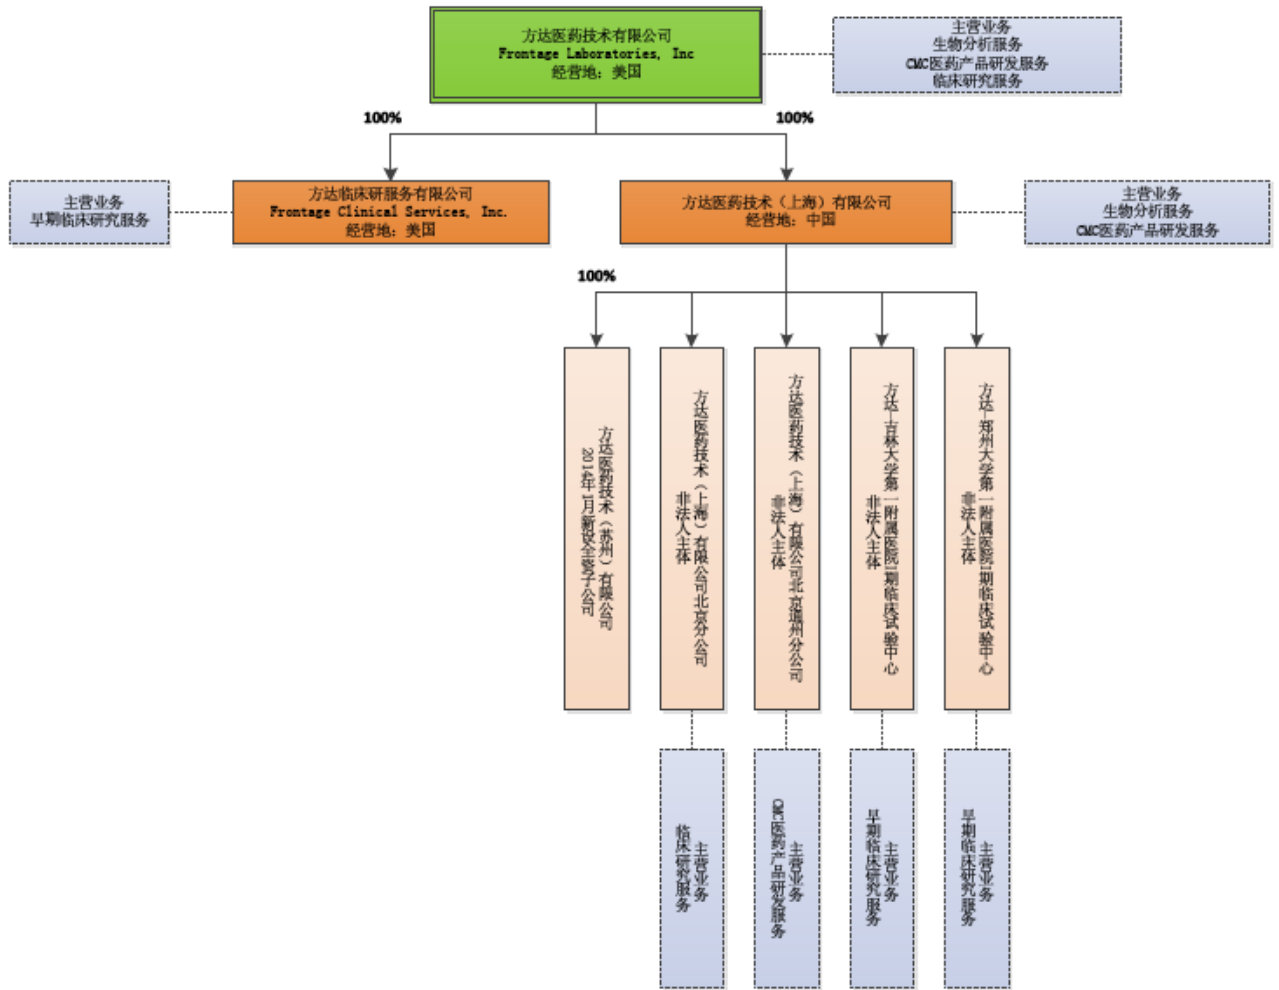 方达医药技术有限公司
Frontage Laboratories, Inc
经营地：美国
主营业务
生物分析服务
CMC医药产品研发服务
临床研究服务
100%
100%
主营业务
早期临床研究服务
方达临床研服务有限公司
Frontage Clinical Services, Inc.
经营地：美国
方达医药技术（上海）有限公司
经营地：中国
主营业务
生物分析服务
CMC医药产品研发服务
100%
方达医药技术（苏州）有限公司
2014年1月新设全资子公司
方达医药技术（上海）有限公司北京分公司
非法人主体
方达医药技术（上海）有限公司北京通州分公司
非法人主体
方达-吉林大学第一附属医院I期临床试验中心
非法人主体
方达-郑州大学第一附属医院I期临床试验中心
非法人主体
主营业务
临床研究服务
主营业务
CMC医药产品研发服务
主营业务
早期临床研究服务
主营业务
早期临床研究服务